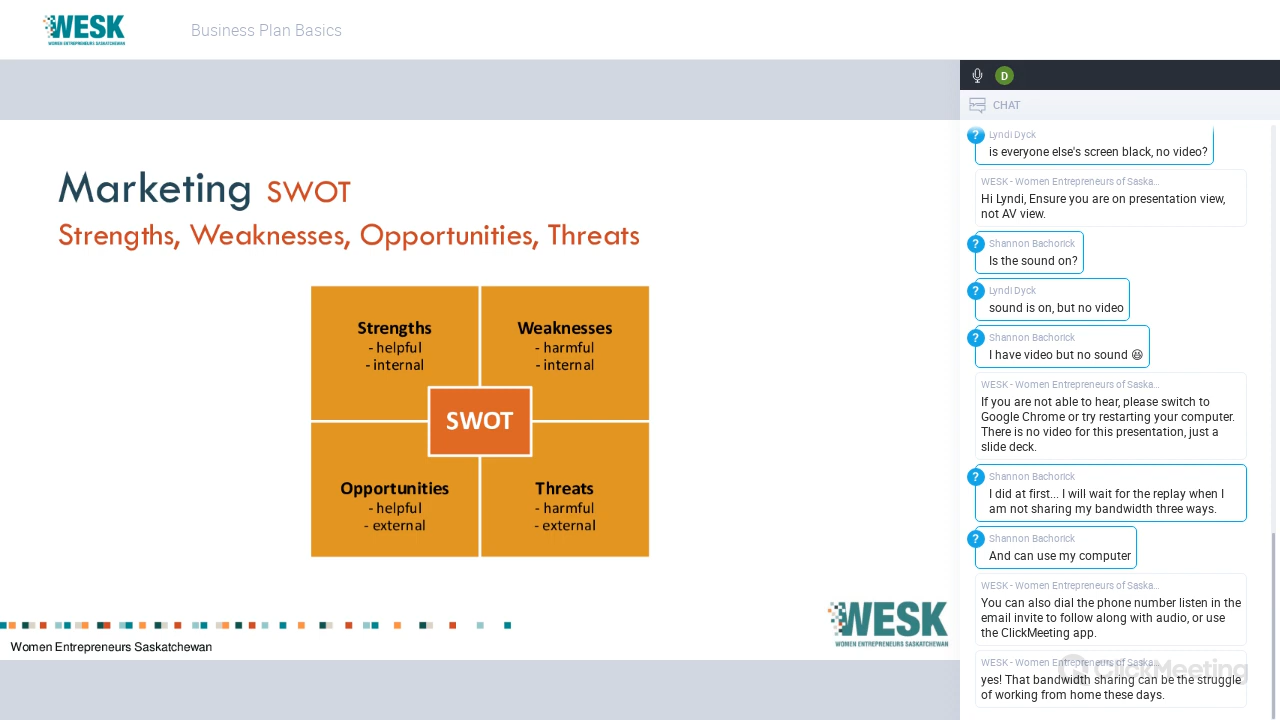 WESK
WOMEN ENTREPRENEURS SASKATCHEWAN
Business Plan Basics
Marketing SWOT
Strengths, Weaknesses, Opportunities, Threats
Strengths
- helpful
- internal
Weaknesses
- harmful
- internal
SWOT
Opportunities
- helpful
- external
Threats
- harmful
- external
WESK
WOMEN ENTREPRENEURS SASKATCHEWAN
Women Entrepreneurs Saskatchewan
D
CHAT
?
Lyndi Dyck
is everyone else's screen black, no video?
WESK - Women Entrepreneurs of Saska...
Hi Lyndi, Ensure you are on presentation view,
not AV view.
?
Shannon Bachorick
Is the sound on?
?
Lyndi Dyck
sound is on, but no video
?
Shannon Bachorick
I have video but no sound 😆
WESK - Women Entrepreneurs of Saska...
If you are not able to hear, please switch to
Google Chrome or try restarting your computer.
There is no video for this presentation, just a
slide deck.
?
Shannon Bachorick
I did at first... I will wait for the replay when I
am not sharing my bandwidth three ways.
?
Shannon Bachorick
And can use my computer
WESK - Women Entrepreneurs of Saska...
You can also dial the phone number listen in the
email invite to follow along with audio, or use
the ClickMeeting app.
WESK - Women Entrepreneurs of Saska...
yes! That bandwidth sharing can be the struggle
of working from home these days.
ClickMeeting